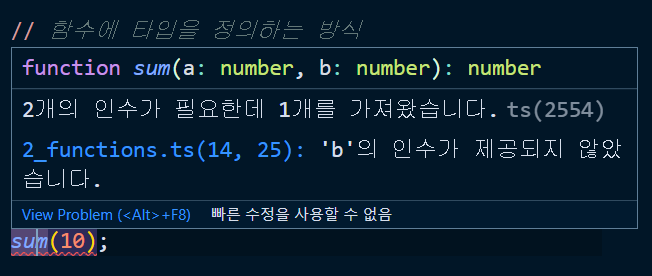 // 함수에 타입을 정의하는 방식
function sum(a: number, b: number): number
2개의 인수가 필요한데 1개를 가져왔습니다. ts(2554)
2_functions.ts(14, 25): 'b'의 인수가 제공되지 않았
습니다.
View Problem (<Alt>+F8) 빠른 수정을 사용할 수 없음
sum(10);